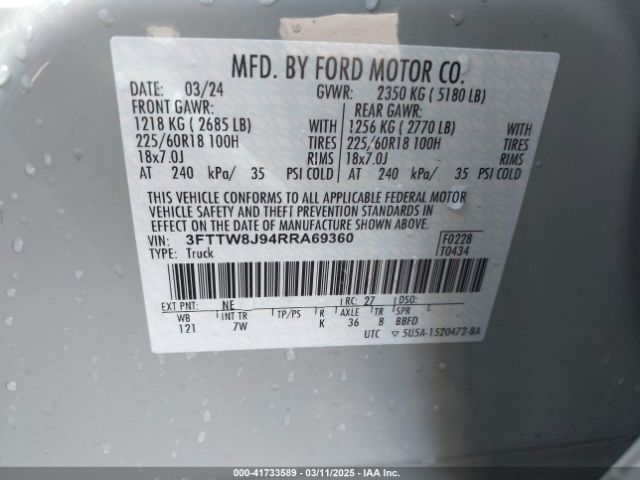 MFD. BY FORD MOTOR CO.
DATE: 03/24 GVWR: 2350 KG ( 5180 LB)
FRONT GAWR: REAR GAWR:
1218 KG ( 2685 LB) WITH 1256 KG ( 2770 LB) WITH
225/60R18 100H TIRES 225/60R18 100H TIRES
18x7.0J RIMS 18x7.0J RIMS
AT 240 kPa/ 35 PSI COLD AT 240 kPa/ 35 PSI COLD
THIS VEHICLE CONFORMS TO ALL APPLICABLE FEDERAL MOTOR
VEHICLE SAFETY AND THEFT PREVENTION STANDARDS IN
EFFECT ON THE DATE OF MANUFACTURE SHOWN ABOVE.
VIN: 3FTTW8J94RRA69360 F0228
TYPE: Truck T0434
EXT PNT: NE RC: 27 DSO:
WB INT TR TP/PS R AXLE TR SPR
121 7W K 36 8 BBFD
UTC 5U5A-1520472-BA
000-41733589 - 03/11/2025 - IAA Inc.